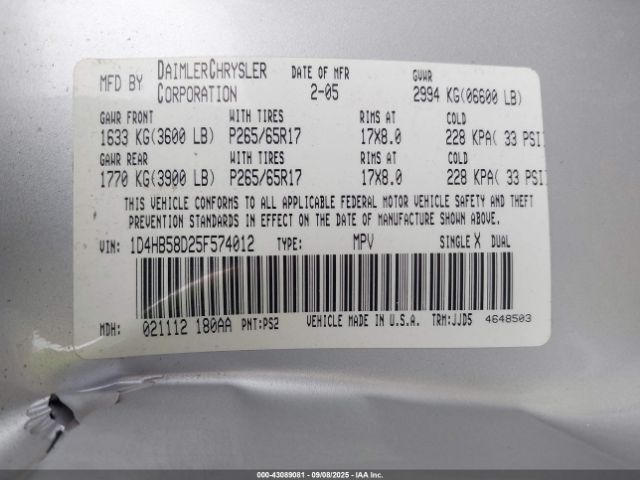 MFD BY DAIMLERCHRYSLER CORPORATION DATE OF MFR 2-05 GVWR 2994 KG(06600 LB)
GAWR FRONT WITH TIRES RIMS AT COLD
1633 KG(3600 LB) P265/65R17 17X8.0 228 KPA( 33 PSI)
GAWR REAR WITH TIRES RIMS AT COLD
1770 KG(3900 LB) P265/65R17 17X8.0 228 KPA( 33 PSI)
THIS VEHICLE CONFORMS TO ALL APPLICABLE FEDERAL MOTOR VEHICLE SAFETY AND THEFT
PREVENTION STANDARDS IN EFFECT ON THE DATE OF MANUFACTURE SHOWN ABOVE.
VIN: 1D4HB58D25F574012 TYPE: MPV SINGLE X DUAL
MDH: 021112 180AA PNT:PS2 VEHICLE MADE IN U.S.A. TRM:JJD5 4648503
000-43089081 - 09/08/2025 - IAA Inc.